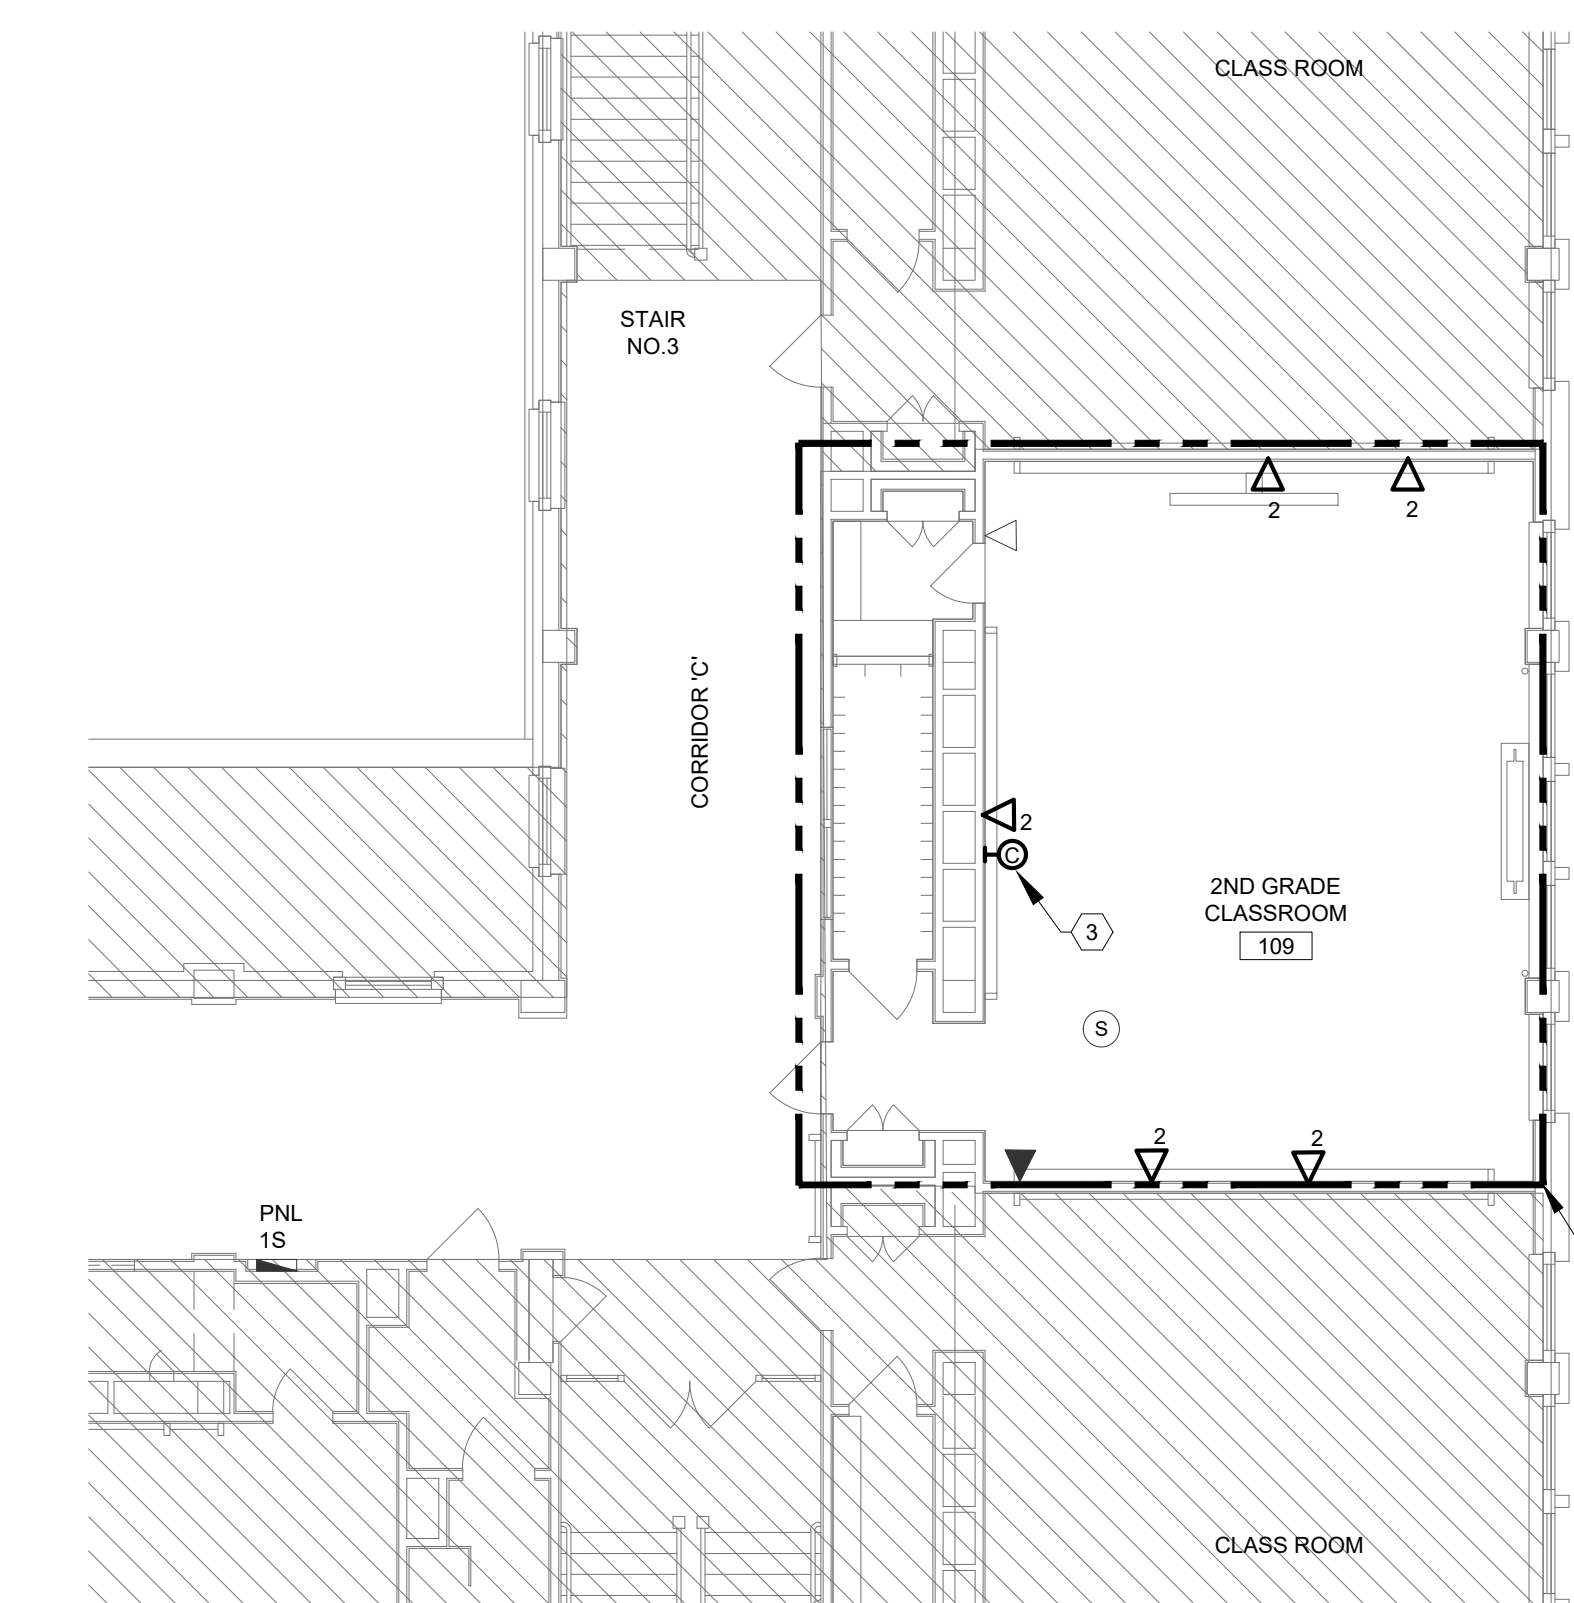 CLASS ROOM
STAIR
NO.3
2
2
CORRIDOR 'C'
2
C
3
2ND GRADE
CLASSROOM
109
S
2
2
PNL
1S
CLASS ROOM